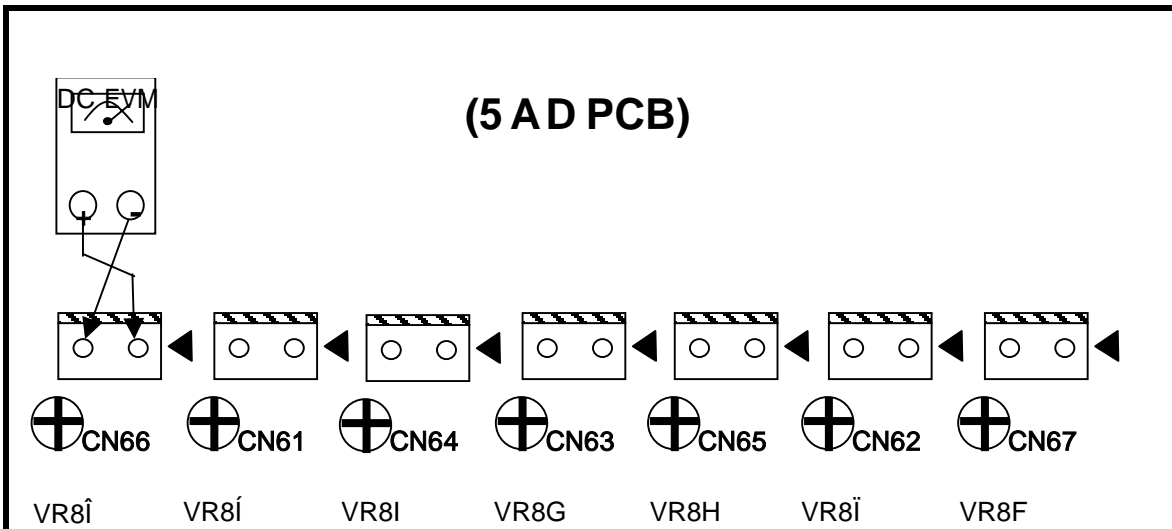 DC EVM
(5 A D PCB)
+ -
CN66 CN61 CN64 CN63 CN65 CN62 CN67
VR8Î VR8Í VR8I VR8G VR8H VR8Ï VR8F